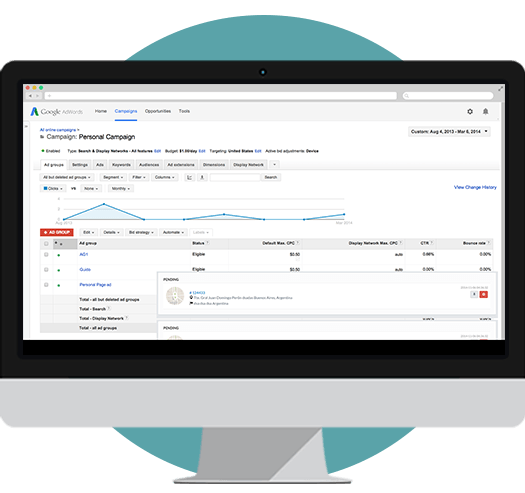 Google AdWords Home Campaigns Opportunities Tools
All online campaigns >
Campaign: Personal Campaign
Custom: Aug 4, 2013 - Mar 6, 2014
Enabled Type: Search & Display Networks - All features Edit Budget: $1.00/day Edit Targeting: United States Edit Active bid adjustments: Device
Ad groups Settings Ads Keywords Audiences Ad extensions Dimensions Display Network
All but deleted ad groups Segment Filter Columns Search
Clicks VS None Monthly
View Change History
Aug 2013 Mar 2014
+ AD GROUP Edit Details Bid strategy Automate Labels
Ad group Status ? Default Max. CPC ? Display Network Max. CPC ? CTR ? Bounce rate ?
AG1 Eligible $0.50 auto 0.88% 0.00%
Guide Eligible $0.50 auto 0.00% 0.00%
Personal Page ad
PENDING
Total - all but deleted ad groups
Total - Search ?
Total - Display Network ?
PENDING
Total - all ad groups